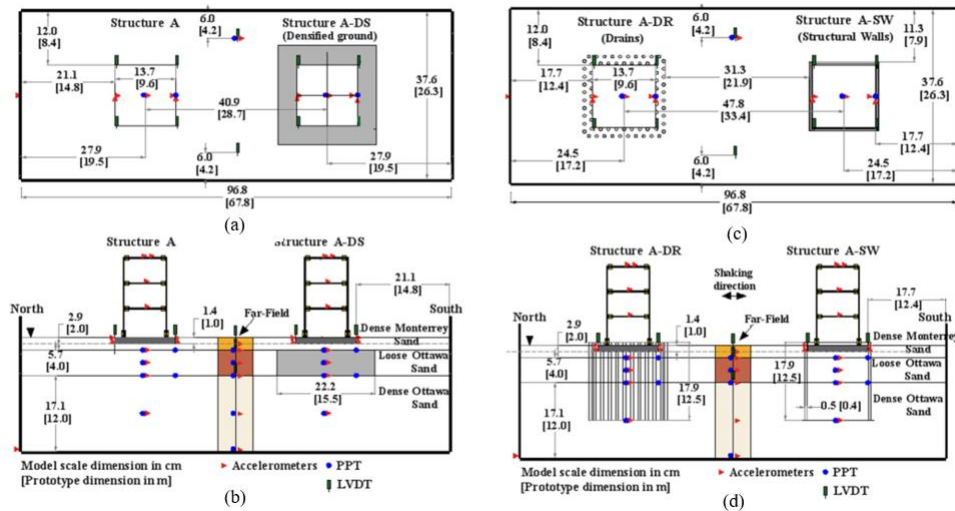 Structure A
6.0
[4.2]
Structure A-DS
(Densified ground)
12.0
[8.4]
21.1
[14.8]
13.7
[9.6]
40.9
[28.7]
37.6
[26.3]
27.9
[19.5]
6.0
[4.2]
27.9
[19.5]
96.8
[67.8]
(a)
Structure A
Structure A-DS
21.1
[14.8]
North
South
2.9
[2.0]
1.4
[1.0]
Far-Field
Dense Monterrey
Sand
5.7
[4.0]
Loose Ottawa
Sand
22.2
[15.5]
Dense Ottawa
Sand
17.1
[12.0]
Model scale dimension in cm
[Prototype dimension in m]
Accelerometers
PPT
LVDT
(b)
Structure A-DR
(Drains)
6.0
[4.2]
Structure A-SW
(Structural Walls)
12.0
[8.4]
11.3
[7.9]
17.7
[12.4]
13.7
[9.6]
31.3
[21.9]
37.6
[26.3]
47.8
[33.4]
17.7
[12.4]
24.5
[17.2]
6.0
[4.2]
24.5
[17.2]
96.8
[67.8]
(c)
Structure A-DR
Structure A-SW
Shaking
direction
17.7
[12.4]
North
South
2.9
[2.0]
1.4
[1.0]
Far-Field
Dense Monterrey
Sand
5.7
[4.0]
17.9
[12.5]
Loose Ottawa
Sand
17.9
[12.5]
0.5 [0.4]
Dense Ottawa
Sand
17.1
[12.0]
Model scale dimension in cm
[Prototype dimension in m]
Accelerometers
PPT
LVDT
(d)